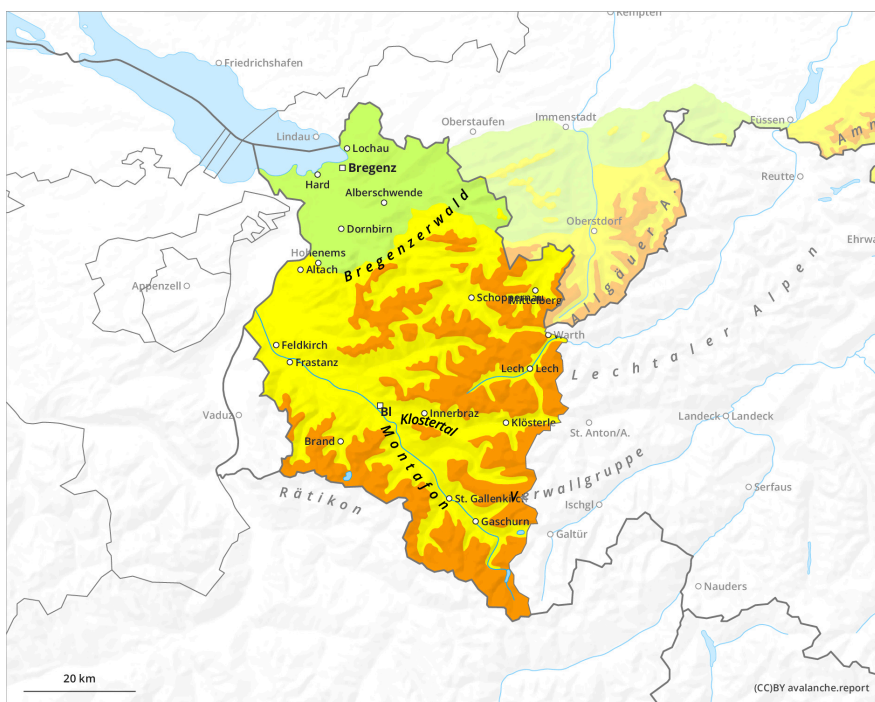 Kempten
Friedrichshafen
Immenstadt
Oberstaufen
Füssen
Lindau
Lochau
Amm
Bregenz
Reutte
Hard
Alberschwende
Dornbirn
Oberstdorf
Ehrwa
Bregenzerwald
Hohenems
Altach
Allgäuer A.
Appenzell
Schoppernau
Mittelberg
Warth
Lechtaler Alpen
Feldkirch
Frastanz
Lech
Lech
Vaduz
Bl
Innerbraz
Klostertal
Klösterle
St. Anton/A.
Landeck
Landeck
Brand
Montafon
Verwallgruppe
Rätikon
St. Gallenkirch
Serfaus
Ischgl
Gaschurn
Galtür
Nauders
20 km
(CC)BY avalanche.report